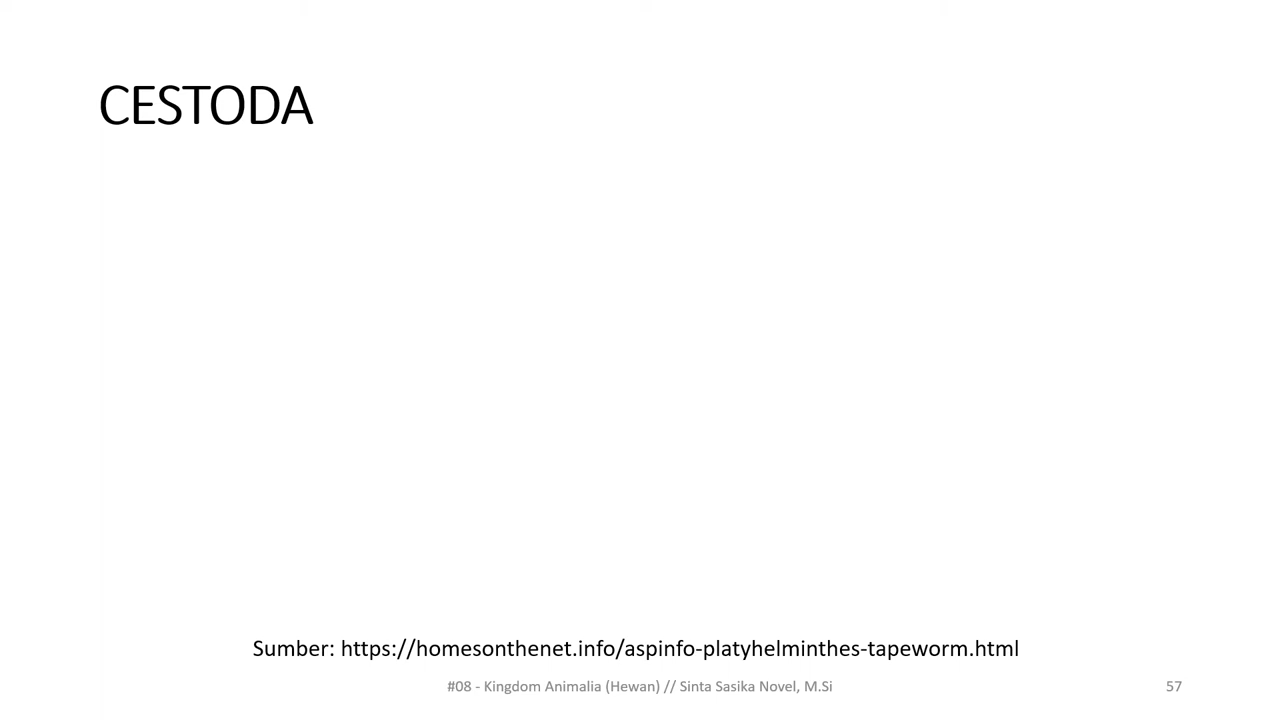 CESTODA
Sumber: https://homesonthenet.info/aspinfo-platyhelminthes-tapeworm.html
#08 - Kingdom Animalia (Hewan) // Sinta Sasika Novel, M.Si
57